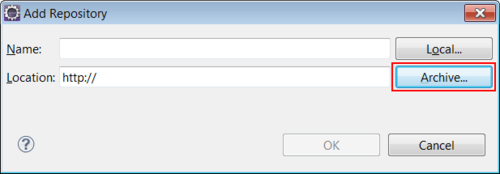 Add Repository
Name:
Local...
Location: http://
Archive...
?
OK
Cancel